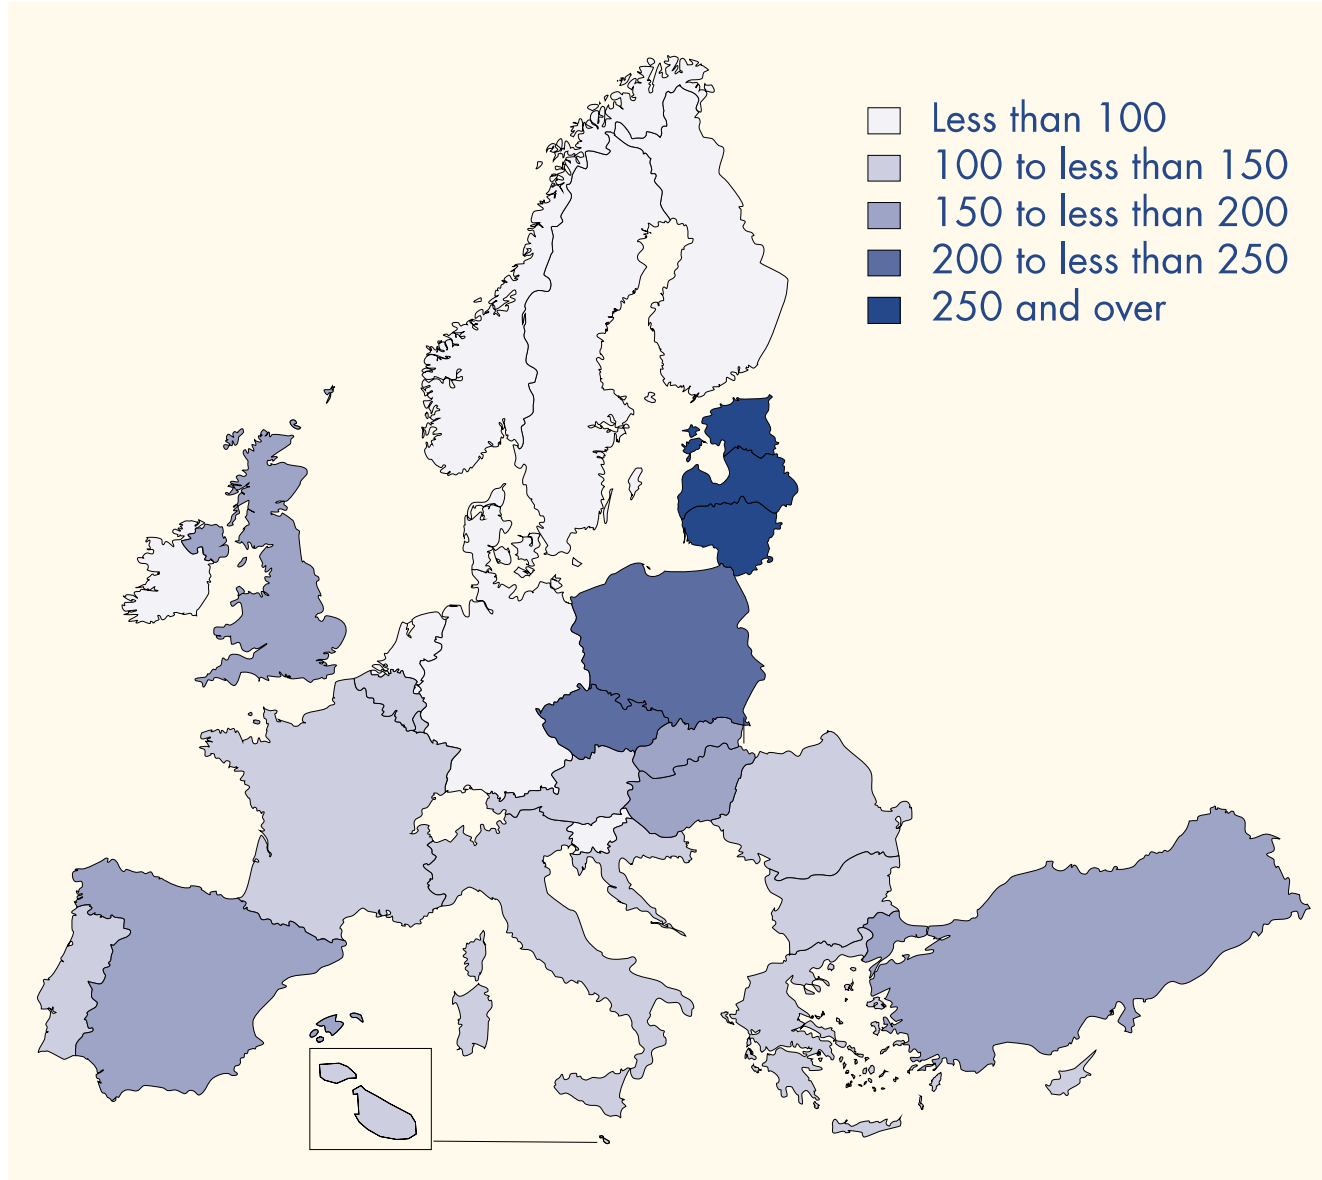 Less than 100
100 to less than 150
150 to less than 200
200 to less than 250
250 and over